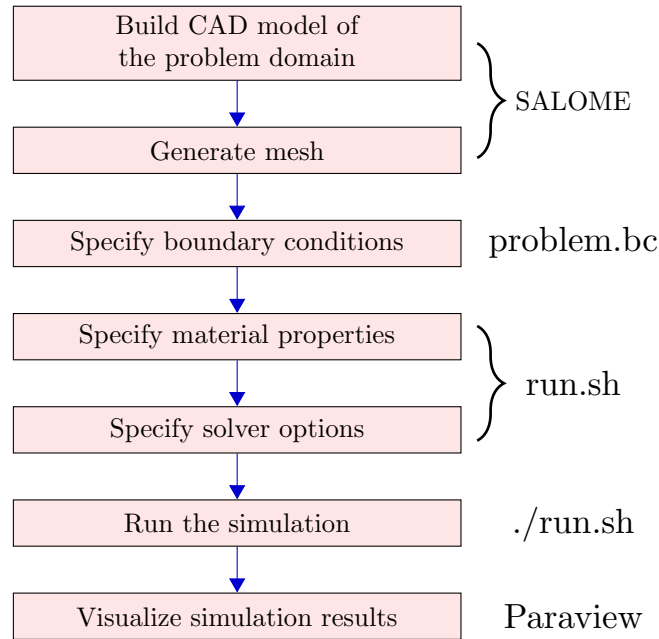 Build CAD model of
the problem domain
SALOME
Generate mesh
Specify boundary conditions
problem.bc
Specify material properties
run.sh
Specify solver options
Run the simulation
./run.sh
Visualize simulation results
Paraview